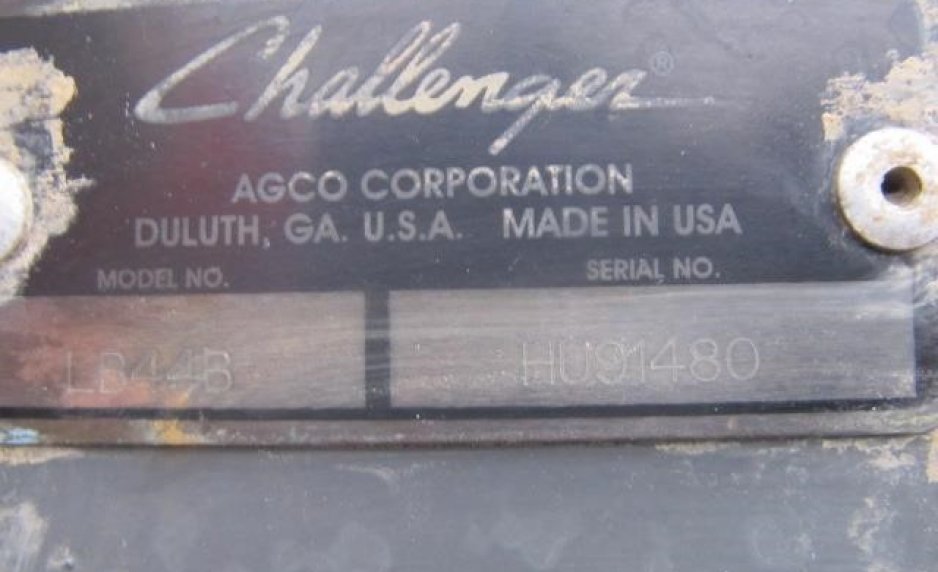 Challenger®
AGCO CORPORATION
DULUTH, GA. U.S.A. MADE IN USA
MODEL NO. SERIAL NO.
LB44B HU91480